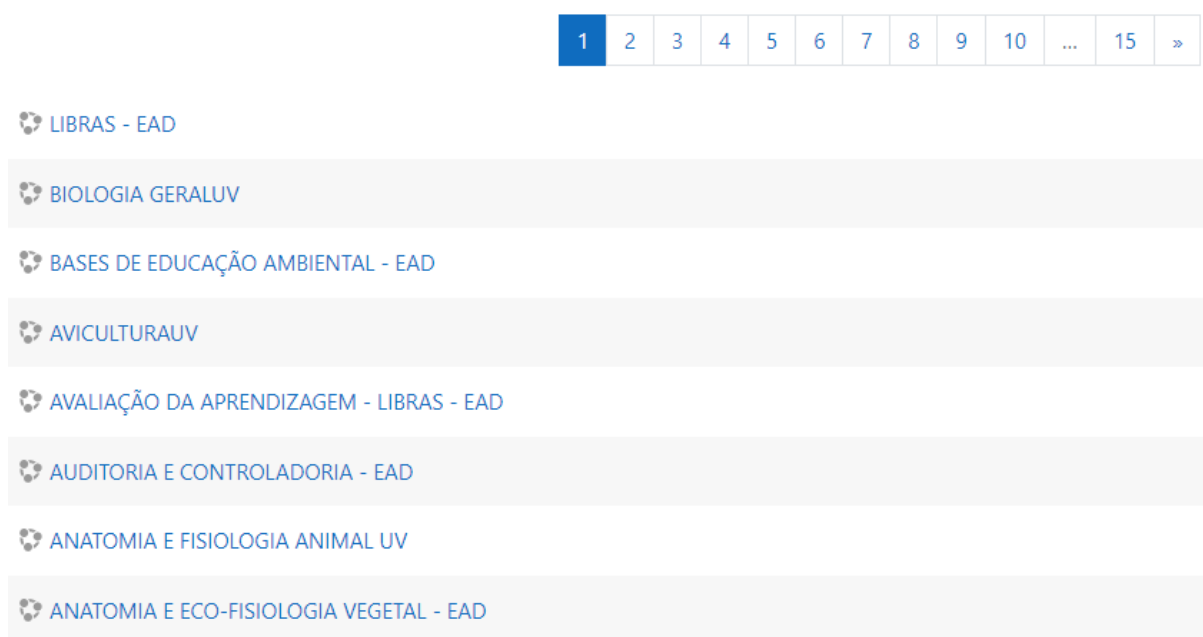 1 2 3 4 5 6 7 8 9 10 ... 15 »
LIBRAS - EAD
BIOLOGIA GERALUV
BASES DE EDUCAÇÃO AMBIENTAL - EAD
AVICULTURAUV
AVALIAÇÃO DA APRENDIZAGEM - LIBRAS - EAD
AUDITORIA E CONTROLADORIA - EAD
ANATOMIA E FISIOLOGIA ANIMAL UV
ANATOMIA E ECO-FISIOLOGIA VEGETAL - EAD